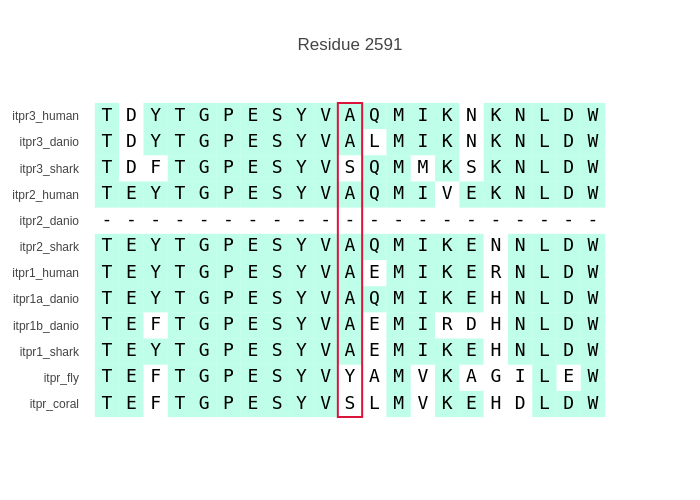 Residue 2591
itpr3_human T D Y T G P E S Y V A Q M I K N K N L D W
itpr3_danio T D Y T G P E S Y V A L M I K N K N L D W
itpr3_shark T D F T G P E S Y V S Q M M K S K N L D W
itpr2_human T E Y T G P E S Y V A Q M I V E K N L D W
itpr2_danio - - - - - - - - - - - - - - - - - - - - -
itpr2_shark T E Y T G P E S Y V A Q M I K E N N L D W
itpr1_human T E Y T G P E S Y V A E M I K E R N L D W
itpr1a_danio T E Y T G P E S Y V A Q M I K E H N L D W
itpr1b_danio T E F T G P E S Y V A E M I R D H N L D W
itpr1_shark T E Y T G P E S Y V A E M I K E H N L D W
itpr_fly T E F T G P E S Y V Y A M V K A G I L E W
itpr_coral T E F T G P E S Y V S L M V K E H D L D W